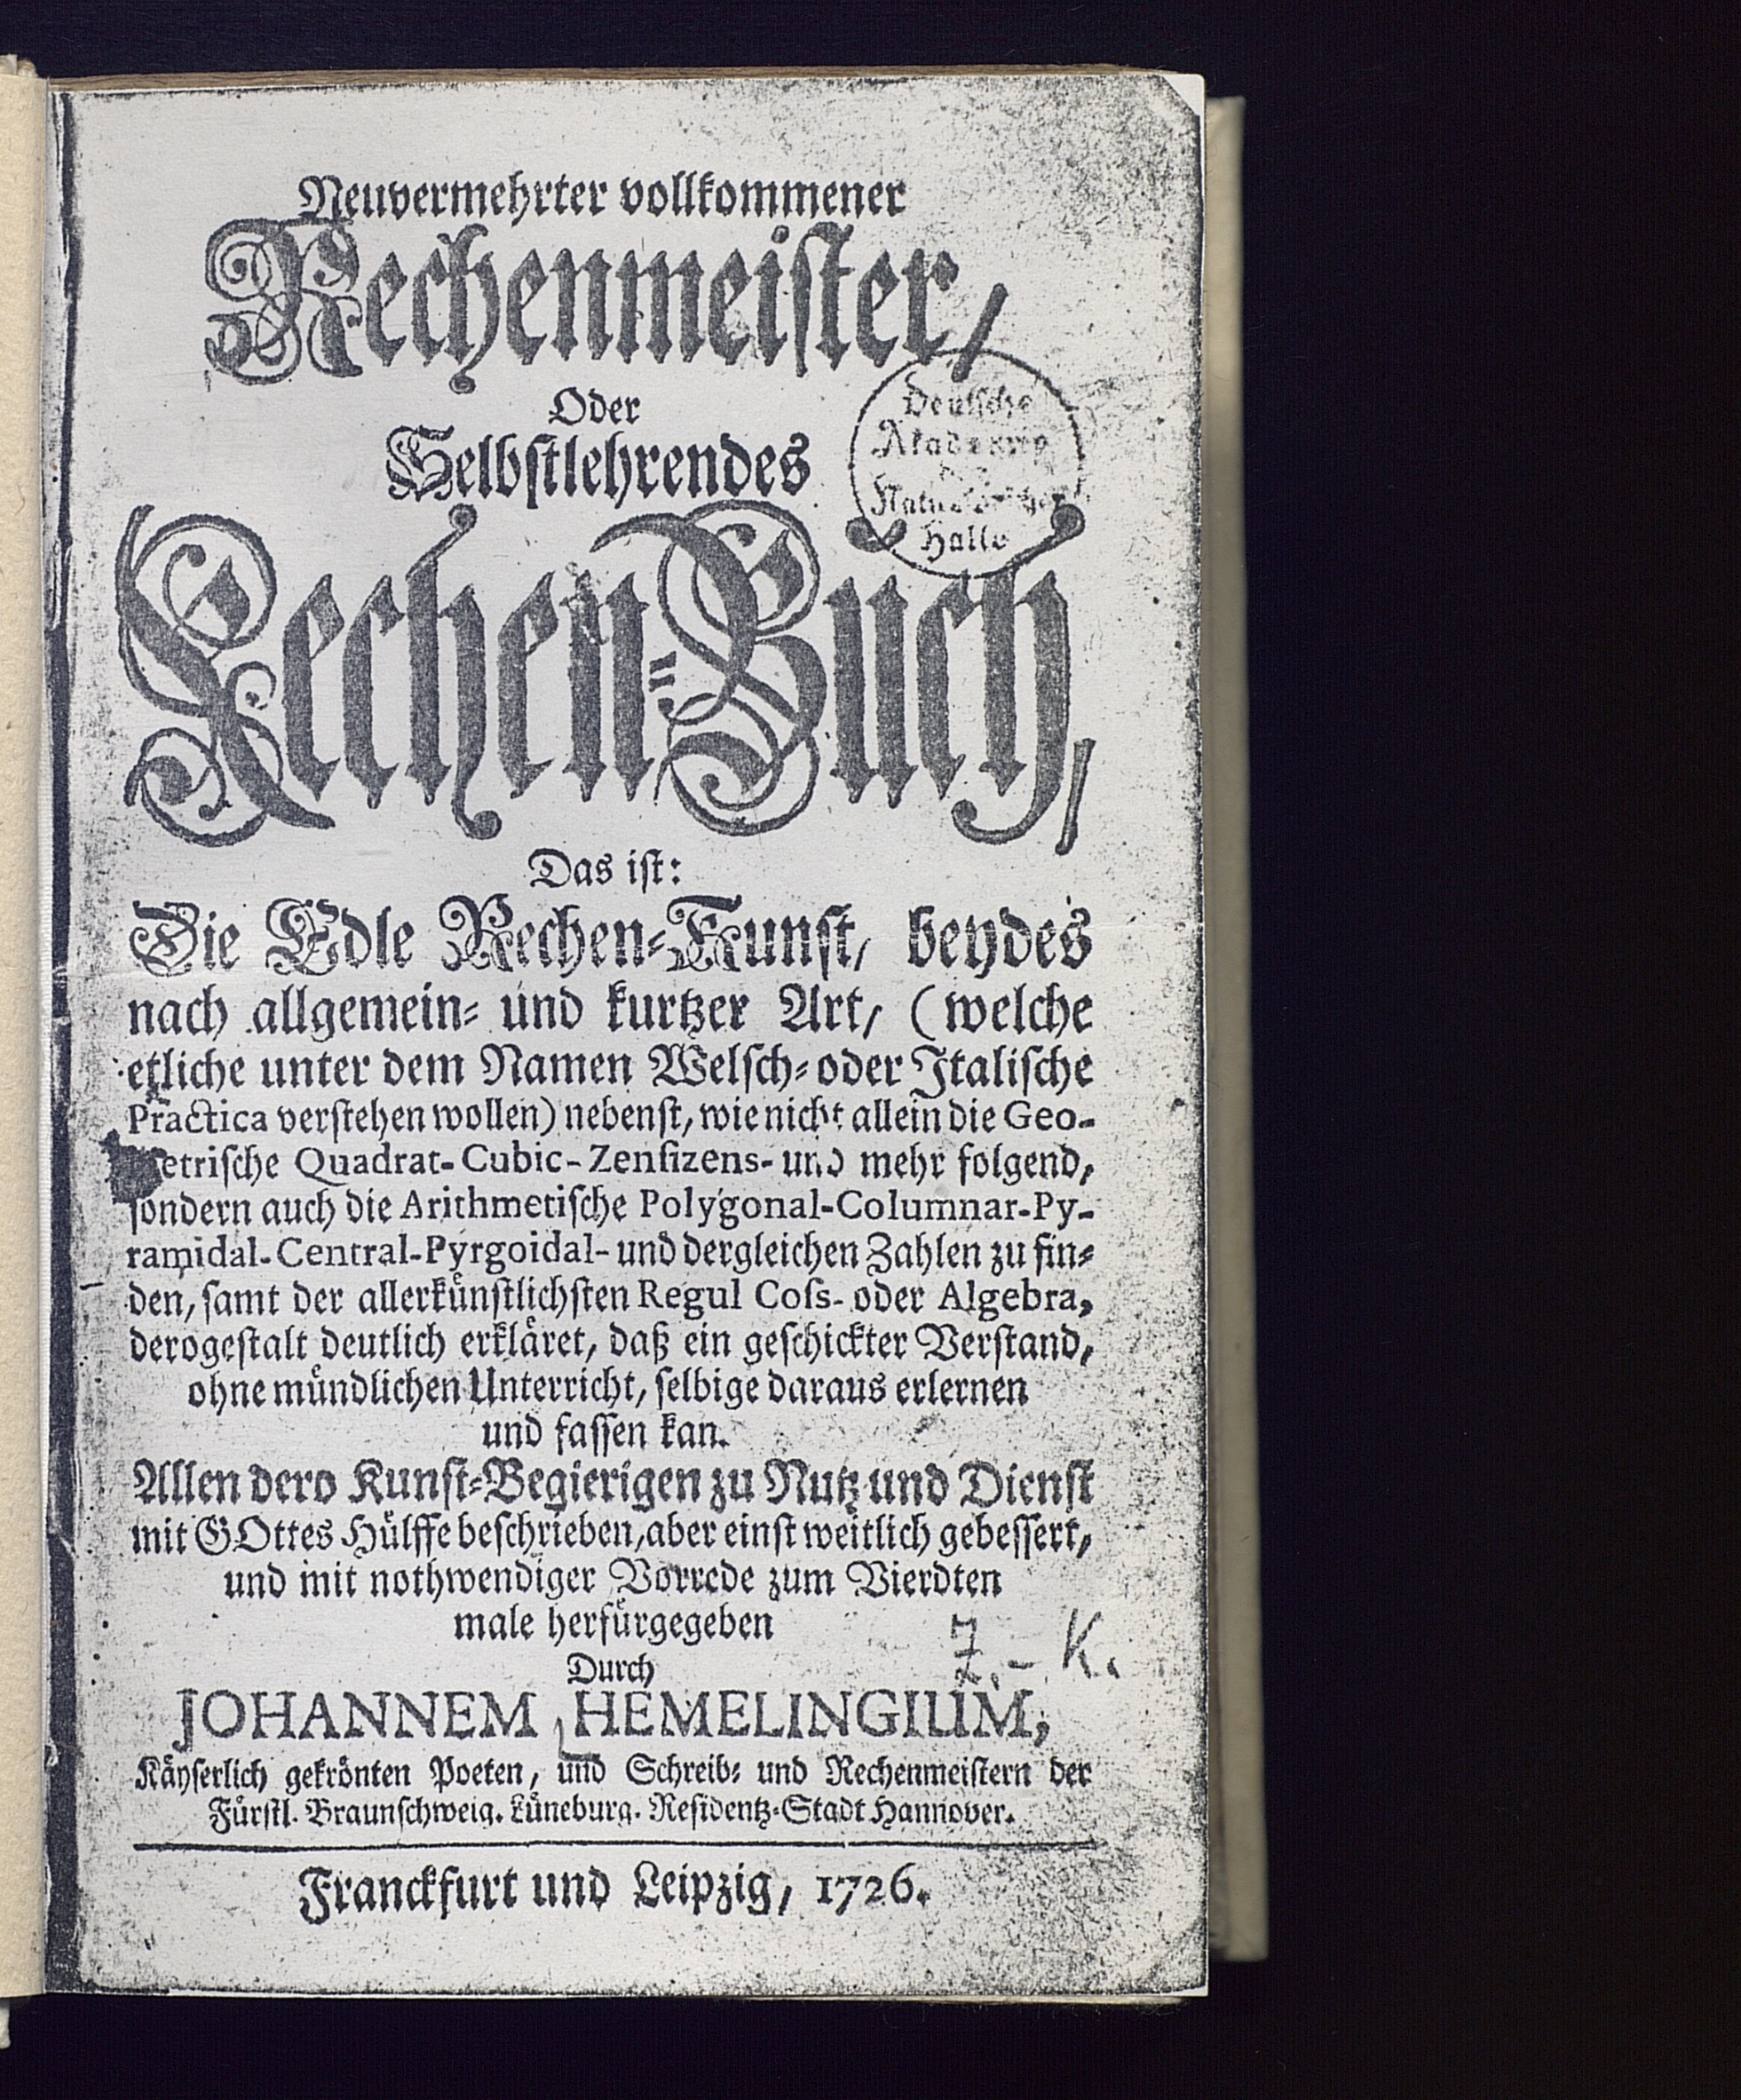 Neuvermehrter vollkommener
Rechenmeister/
Oder
Selbstlehrendes
Rechen-Buch/
Deutsche
Akademie
Halle
Das ist:
Die Edle Rechen-Kunst/ beydes
nach allgemein- und kurtzer Art/ (welche
etliche unter dem Namen Welsch- oder Italische
Practica verstehen wollen) nebenst, wie nicht allein die Geo-
etrische Quadrat- Cubic- Zensizens- und mehr folgend,
sondern auch die Arithmetische Polygonal-Columnar-Py-
ramidal-Central-Pyrgoidal- und dergleichen Zahlen zu fin-
den, samt der allerkünstlichsten Regul Coss- oder Algebra,
derogestalt deutlich erkläret, daß ein geschickter Verstand,
ohne mündlichen Unterricht, selbige daraus erlernen
und fassen kan.
Allen dero Kunst-Begierigen zu Nutz und Dienst
mit GOttes Hülffe beschrieben, aber einst weitlich gebessert,
und mit nothwendiger Vorrede zum Vierdten
male herfürgegeben
Z.- K.
Durch
JOHANNEM HEMELINGIUM,
Käyserlich gekrönten Poeten, und Schreib- und Rechenmeistern der
Fürstl. Braunschweig. Lüneburg. Residentz-Stadt Hannover.
Franckfurt und Leipzig, 1726.